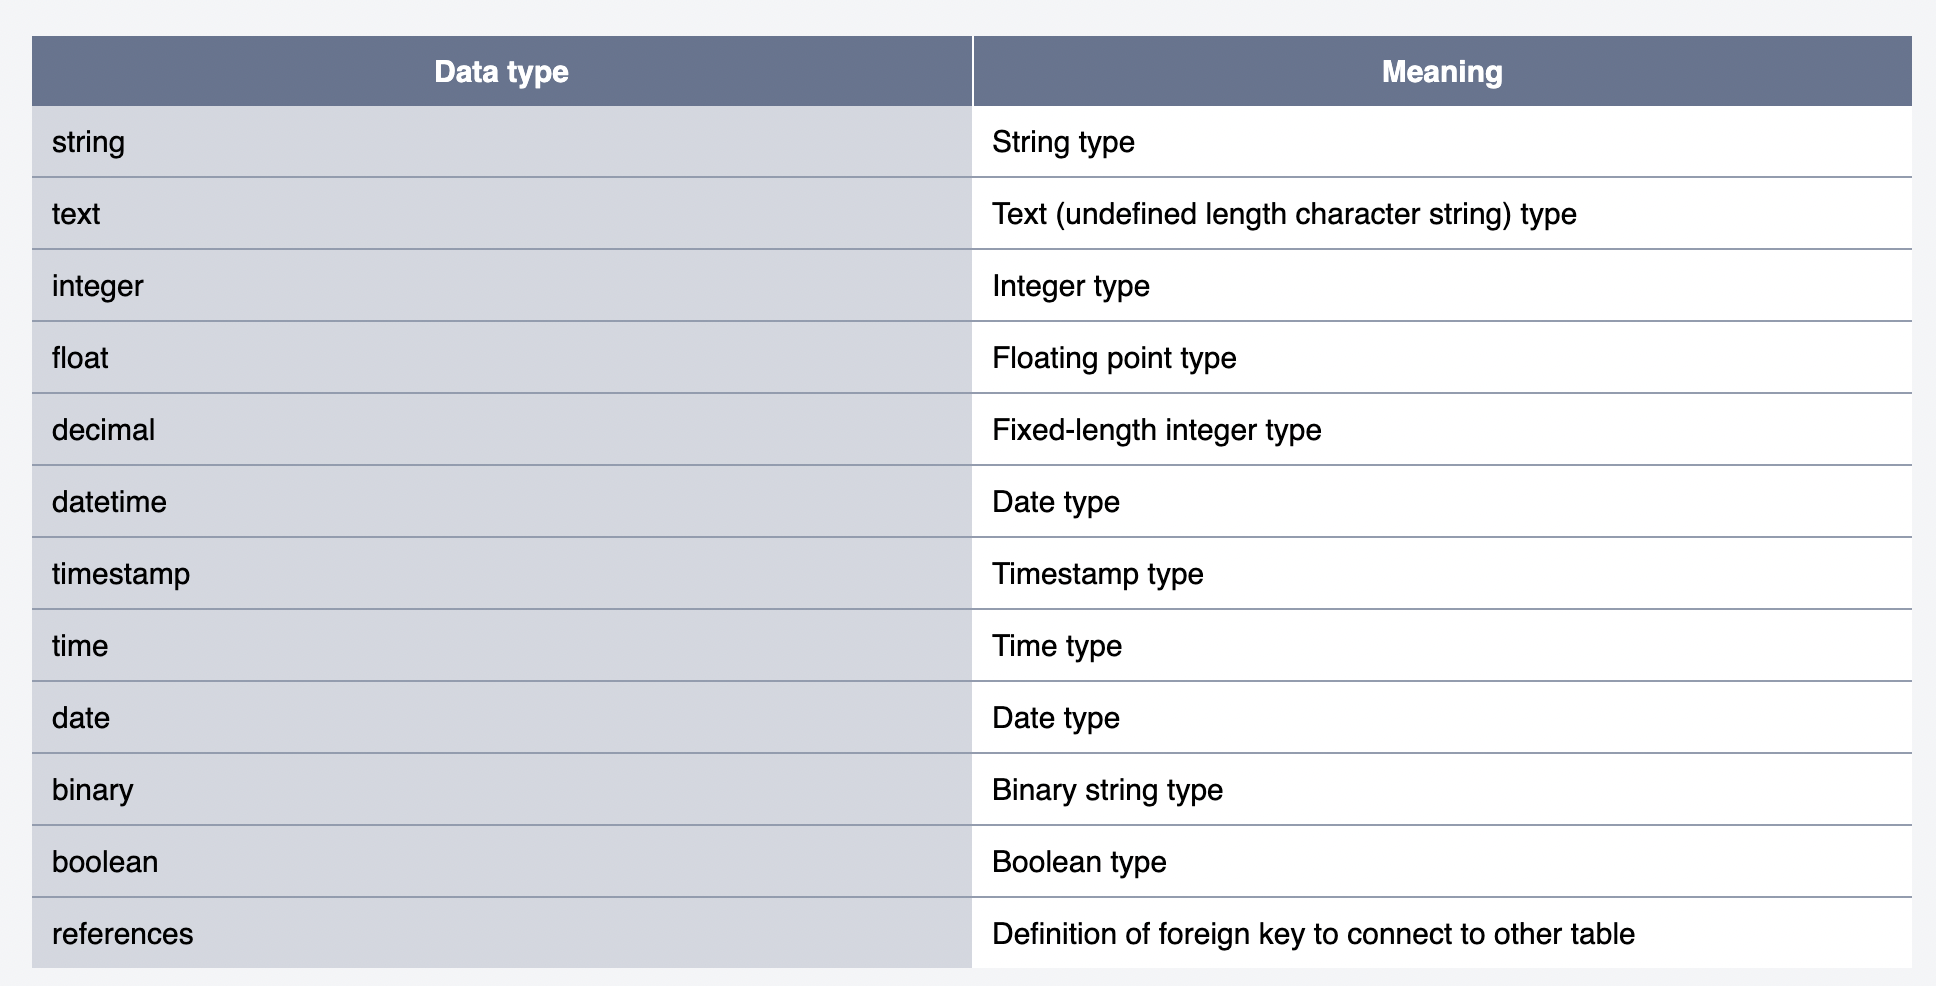 Data type Meaning
string String type
text Text (undefined length character string) type
integer Integer type
float Floating point type
decimal Fixed-length integer type
datetime Date type
timestamp Timestamp type
time Time type
date Date type
binary Binary string type
boolean Boolean type
references Definition of foreign key to connect to other table